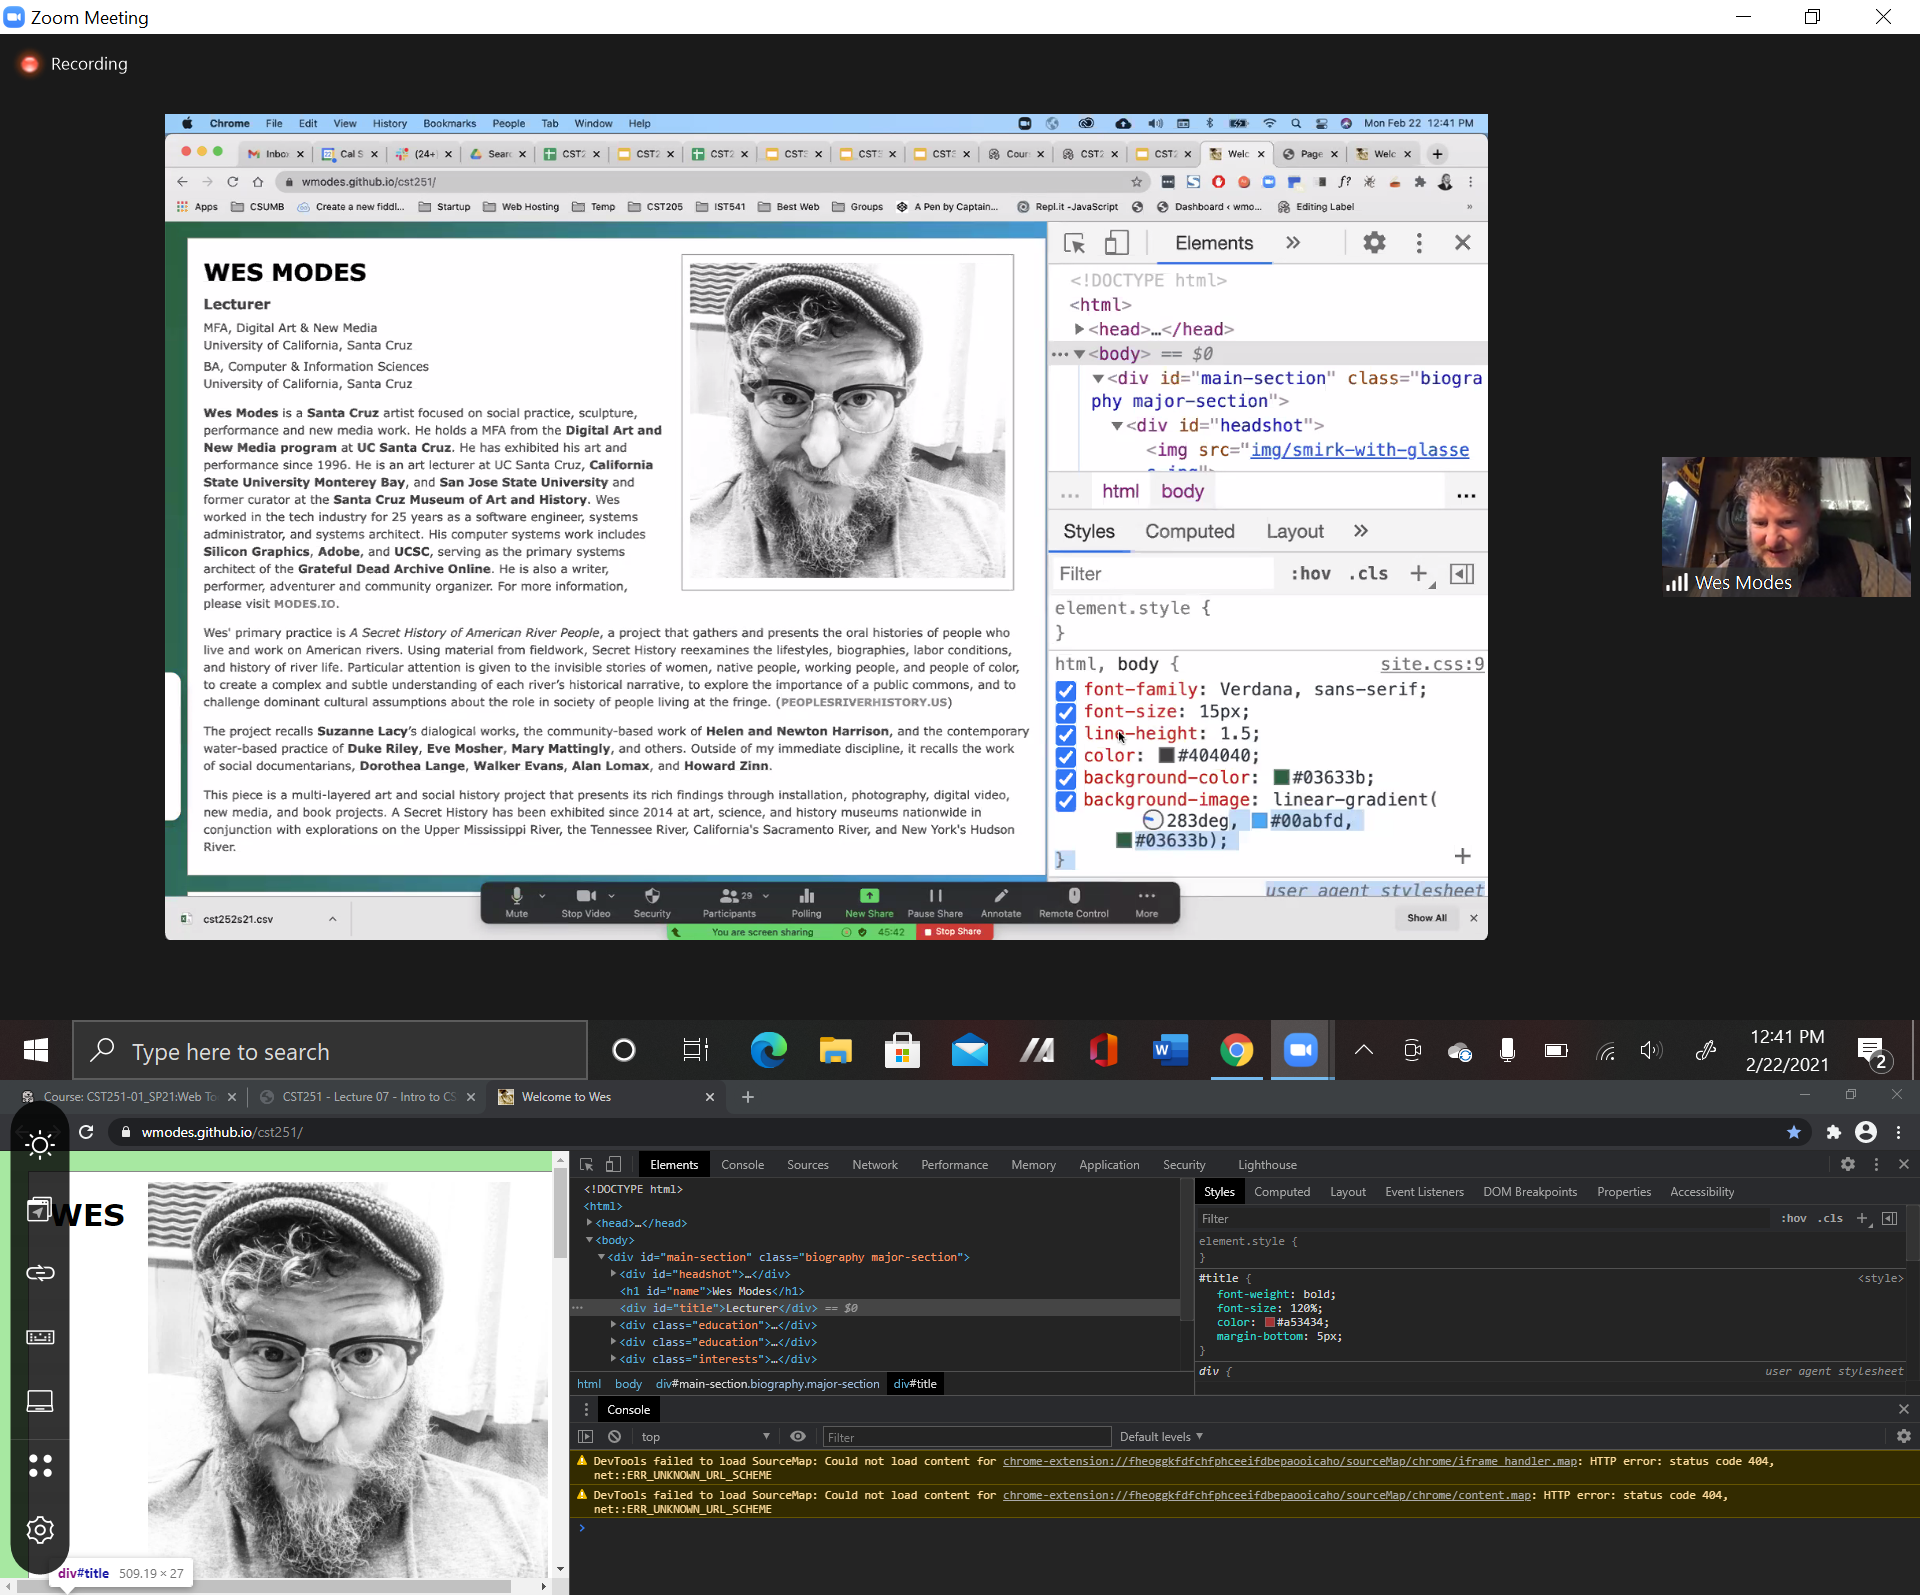 Zoom Meeting
Recording
Chrome File Edit View History Bookmarks People Tab Window Help
Mon Feb 22 12:41 PM
Inbo Cal S (24+) Sear CST2 CST2 CST2 CST3 CST3 CST3 Cour CST2 CST2 Welc Page Welc
wmodes.github.io/cst251/
Apps CSUMB Create a new fiddl... Startup Web Hosting Temp CST205 IST541 Best Web Groups A Pen by Captain... Repl.it -JavaScript Dashboard ‹ wmo... Editing Label »
WES MODES
Lecturer
MFA, Digital Art & New Media
University of California, Santa Cruz
BA, Computer & Information Sciences
University of California, Santa Cruz
Wes Modes is a Santa Cruz artist focused on social practice, sculpture,
performance and new media work. He holds a MFA from the Digital Art and
New Media program at UC Santa Cruz. He has exhibited his art and
performance since 1996. He is an art lecturer at UC Santa Cruz, California
State University Monterey Bay, and San Jose State University and
former curator at the Santa Cruz Museum of Art and History. Wes
worked in the tech industry for 25 years as a software engineer, systems
administrator, and systems architect. His computer systems work includes
Silicon Graphics, Adobe, and UCSC, serving as the primary systems
architect of the Grateful Dead Archive Online. He is also a writer,
performer, adventurer and community organizer. For more information,
please visit MODES.IO.
Wes' primary practice is A Secret History of American River People, a project that gathers and presents the oral histories of people who
live and work on American rivers. Using material from fieldwork, Secret History reexamines the lifestyles, biographies, labor conditions,
and history of river life. Particular attention is given to the invisible stories of women, native people, working people, and people of color,
to create a complex and subtle understanding of each river's historical narrative, to explore the importance of a public commons, and to
challenge dominant cultural assumptions about the role in society of people living at the fringe. (PEOPLESRIVERHISTORY.US)
The project recalls Suzanne Lacy's dialogical works, the community-based work of Helen and Newton Harrison, and the contemporary
water-based practice of Duke Riley, Eve Mosher, Mary Mattingly, and others. Outside of my immediate discipline, it recalls the work
of social documentarians, Dorothea Lange, Walker Evans, Alan Lomax, and Howard Zinn.
This piece is a multi-layered art and social history project that presents its rich findings through installation, photography, digital video,
new media, and book projects. A Secret History has been exhibited since 2014 at art, science, and history museums nationwide in
conjunction with explorations on the Upper Mississippi River, the Tennessee River, California's Sacramento River, and New York's Hudson
River.
Elements »
<!DOCTYPE html>
<html>
<head>…</head>
<body> == $0
<div id="main-section" class="biogra
phy major-section">
<div id="headshot">
<img src="img/smirk-with-glasse
... html body ...
Styles Computed Layout »
Filter :hov .cls +
element.style {
}
html, body { site.css:9
font-family: Verdana, sans-serif;
font-size: 15px;
line-height: 1.5;
color: #404040;
background-color: #03633b;
background-image: linear-gradient(
283deg, #00abfd,
#03633b);
}
user agent stylesheet
Mute Stop Video Security Participants 29 Polling New Share Pause Share Annotate Remote Control More
You are screen sharing 45:42 Stop Share
cst252s21.csv
Show All
Wes Modes
Type here to search
12:41 PM
2/22/2021
2
Course: CST251-01_SP21:Web To
CST251 - Lecture 07 - Intro to CS
Welcome to Wes
wmodes.github.io/cst251/
WES
div#title 509.19 × 27
Elements Console Sources Network Performance Memory Application Security Lighthouse
<!DOCTYPE html>
<html>
<head>…</head>
<body>
<div id="main-section" class="biography major-section">
<div id="headshot">…</div>
<h1 id="name">Wes Modes</h1>
<div id="title">Lecturer</div> == $0
<div class="education">…</div>
<div class="education">…</div>
<div class="interests">…</div>
html body div#main-section.biography.major-section div#title
Styles Computed Layout Event Listeners DOM Breakpoints Properties Accessibility
Filter :hov .cls +
element.style {
}
#title { <style>
font-weight: bold;
font-size: 120%;
color: #a53434;
margin-bottom: 5px;
}
div { user agent stylesheet
Console
top Filter Default levels
DevTools failed to load SourceMap: Could not load content for chrome-extension://fheoggkfdfchfphceeifdbepaooicaho/sourceMap/chrome/iframe_handler.map: HTTP error: status code 404,
net::ERR_UNKNOWN_URL_SCHEME
DevTools failed to load SourceMap: Could not load content for chrome-extension://fheoggkfdfchfphceeifdbepaooicaho/sourceMap/chrome/content.map: HTTP error: status code 404,
net::ERR_UNKNOWN_URL_SCHEME